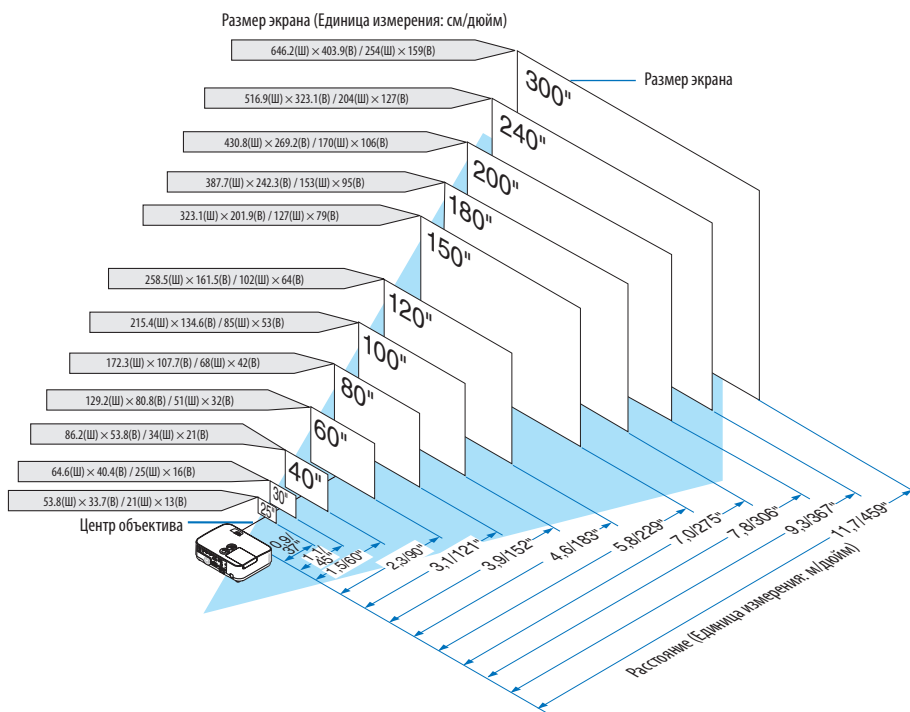 Размер экрана (Единица измерения: см/дюйм)
646.2(Ш) × 403.9(В) / 254(Ш) × 159(В)
Размер экрана
300"
516.9(Ш) × 323.1(В) / 204(Ш) × 127(В)
240"
430.8(Ш) × 269.2(В) / 170(Ш) × 106(В)
200"
387.7(Ш) × 242.3(В) / 153(Ш) × 95(В)
180"
323.1(Ш) × 201.9(В) / 127(Ш) × 79(В)
150"
258.5(Ш) × 161.5(В) / 102(Ш) × 64(В)
120"
215.4(Ш) × 134.6(В) / 85(Ш) × 53(В)
100"
172.3(Ш) × 107.7(В) / 68(Ш) × 42(В)
80"
129.2(Ш) × 80.8(В) / 51(Ш) × 32(В)
60"
86.2(Ш) × 53.8(В) / 34(Ш) × 21(В)
40"
64.6(Ш) × 40.4(В) / 25(Ш) × 16(В)
30"
53.8(Ш) × 33.7(В) / 21(Ш) × 13(В)
25"
Центр объектива
0,9/
37"
1,1/
45"
1,5/60"
2,3/90"
3,1/121"
3,9/152"
4,6/183"
5,8/229"
7,0/275"
7,8/306"
9,3/367"
11,7/459"
Расстояние (Единица измерения: м/дюйм)